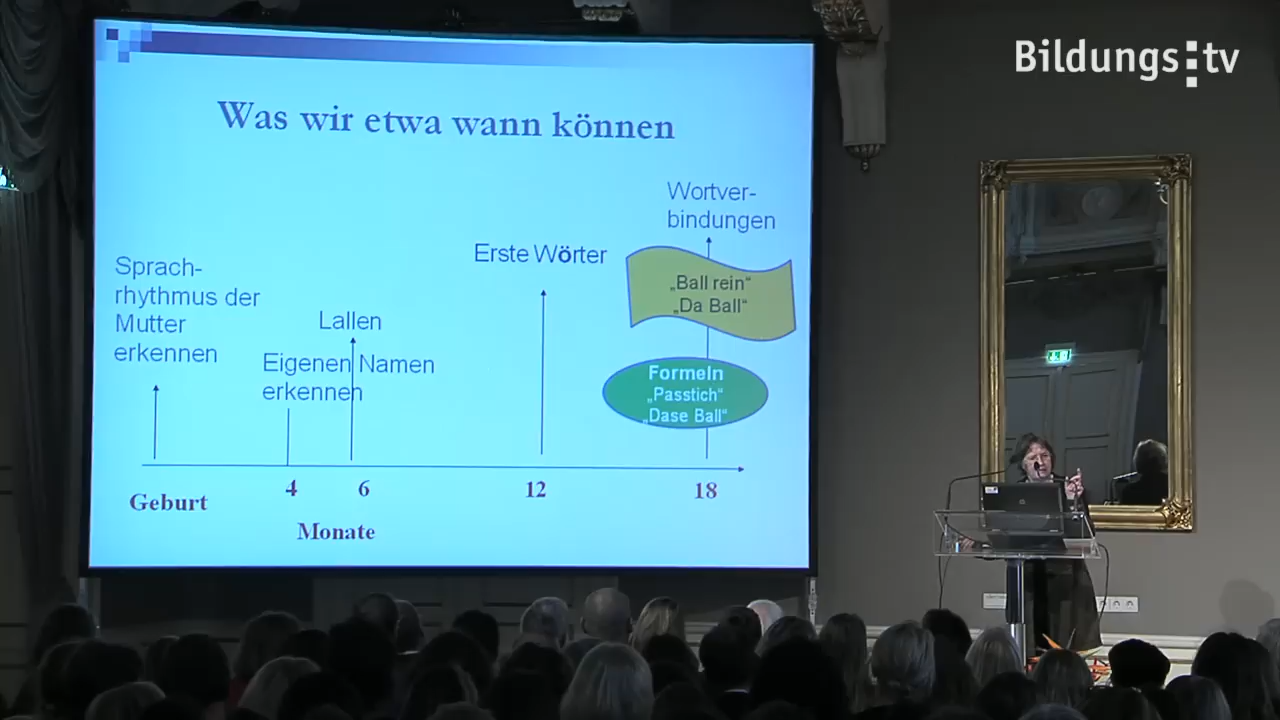 Bildungs:tv
Was wir etwa wann können
Wortver-
bindungen
Erste Wörter
Sprach-
rhythmus der
Mutter
erkennen
„Ball rein“
„Da Ball“
Lallen
Eigenen Namen
erkennen
Formeln
„Passtich“
„Dase Ball“
Geburt
4
6
12
18
Monate